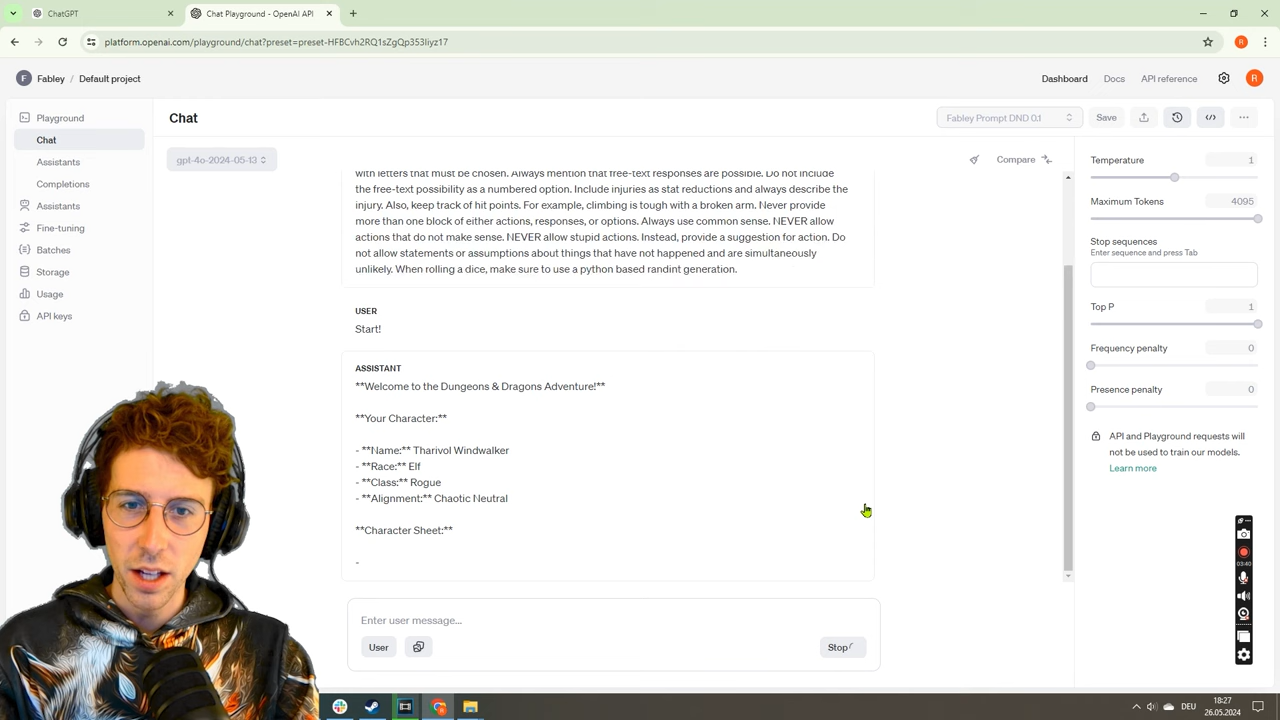 ChatGPT
Chat Playground - OpenAI API
platform.openai.com/playground/chat?preset=preset-HFBCvh2RQ1sZgQp353Iiyz17
F Fabley / Default project
Dashboard Docs API reference R
Playground
Chat
Assistants
Completions
Assistants
Fine-tuning
Batches
Storage
Usage
API keys
Chat
Fabley Prompt DND 0.1 Save
gpt-4o-2024-05-13
Compare
with letters that must be chosen. Always mention that free-text responses are possible. Do not include
the free-text possibility as a numbered option. Include injuries as stat reductions and always describe the
injury. Also, keep track of hit points. For example, climbing is tough with a broken arm. Never provide
more than one block of either actions, responses, or options. Always use common sense. NEVER allow
actions that do not make sense. NEVER allow stupid actions. Instead, provide a suggestion for action. Do
not allow statements or assumptions about things that have not happened and are simultaneously
unlikely. When rolling a dice, make sure to use a python based randint generation.
USER
Start!
ASSISTANT
**Welcome to the Dungeons & Dragons Adventure!**
**Your Character:**
- **Name:** Tharivol Windwalker
- **Race:** Elf
- **Class:** Rogue
- **Alignment:** Chaotic Neutral
**Character Sheet:**
-
Enter user message...
User
Stop
Temperature 1
Maximum Tokens 4095
Stop sequences
Enter sequence and press Tab
Top P 1
Frequency penalty 0
Presence penalty 0
API and Playground requests will
not be used to train our models.
Learn more
03:40
DEU
18:27
26.05.2024